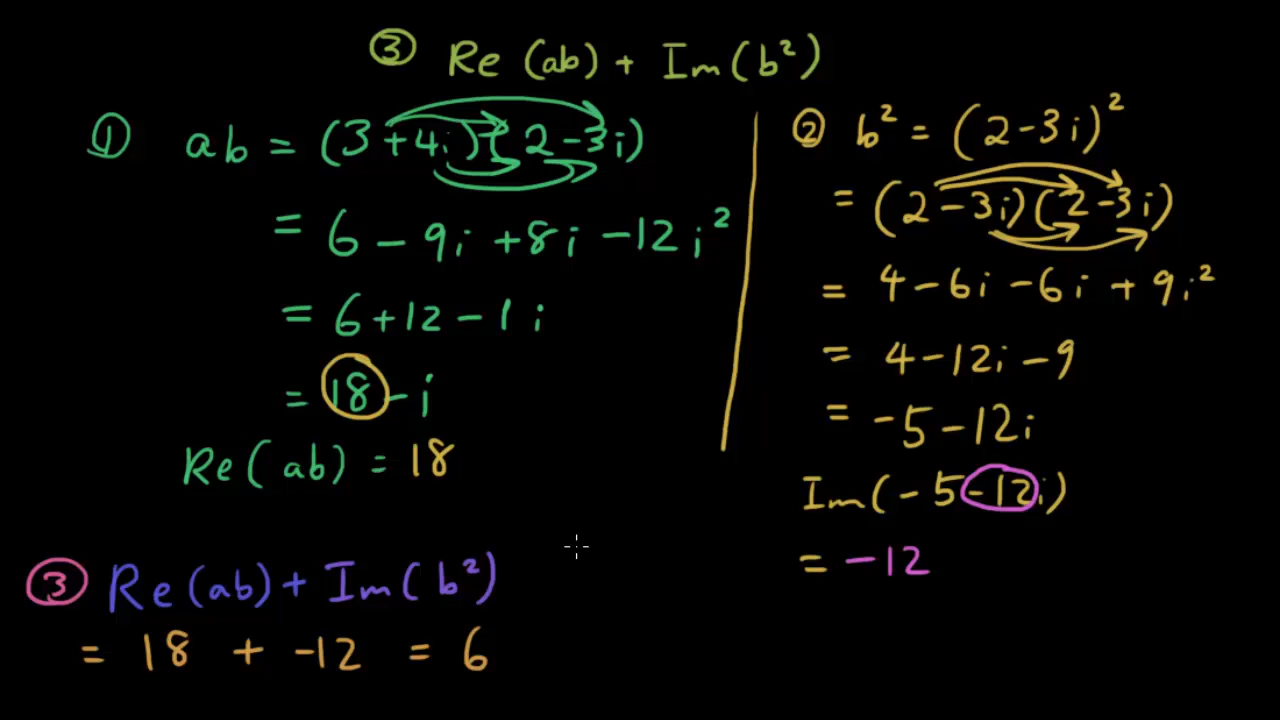 ③ Re (ab) + Im (b²)
① ab = (3+4i)(2-3i)
= 6 - 9i + 8i - 12i²
= 6 + 12 - 1i
= 18 - i
Re(ab) = 18
② b² = (2-3i)²
= (2-3i)(2-3i)
= 4 - 6i - 6i + 9i²
= 4 - 12i - 9
= -5 - 12i
Im(-5-12i)
= -12
③ Re(ab) + Im(b²)
= 18 + -12 = 6